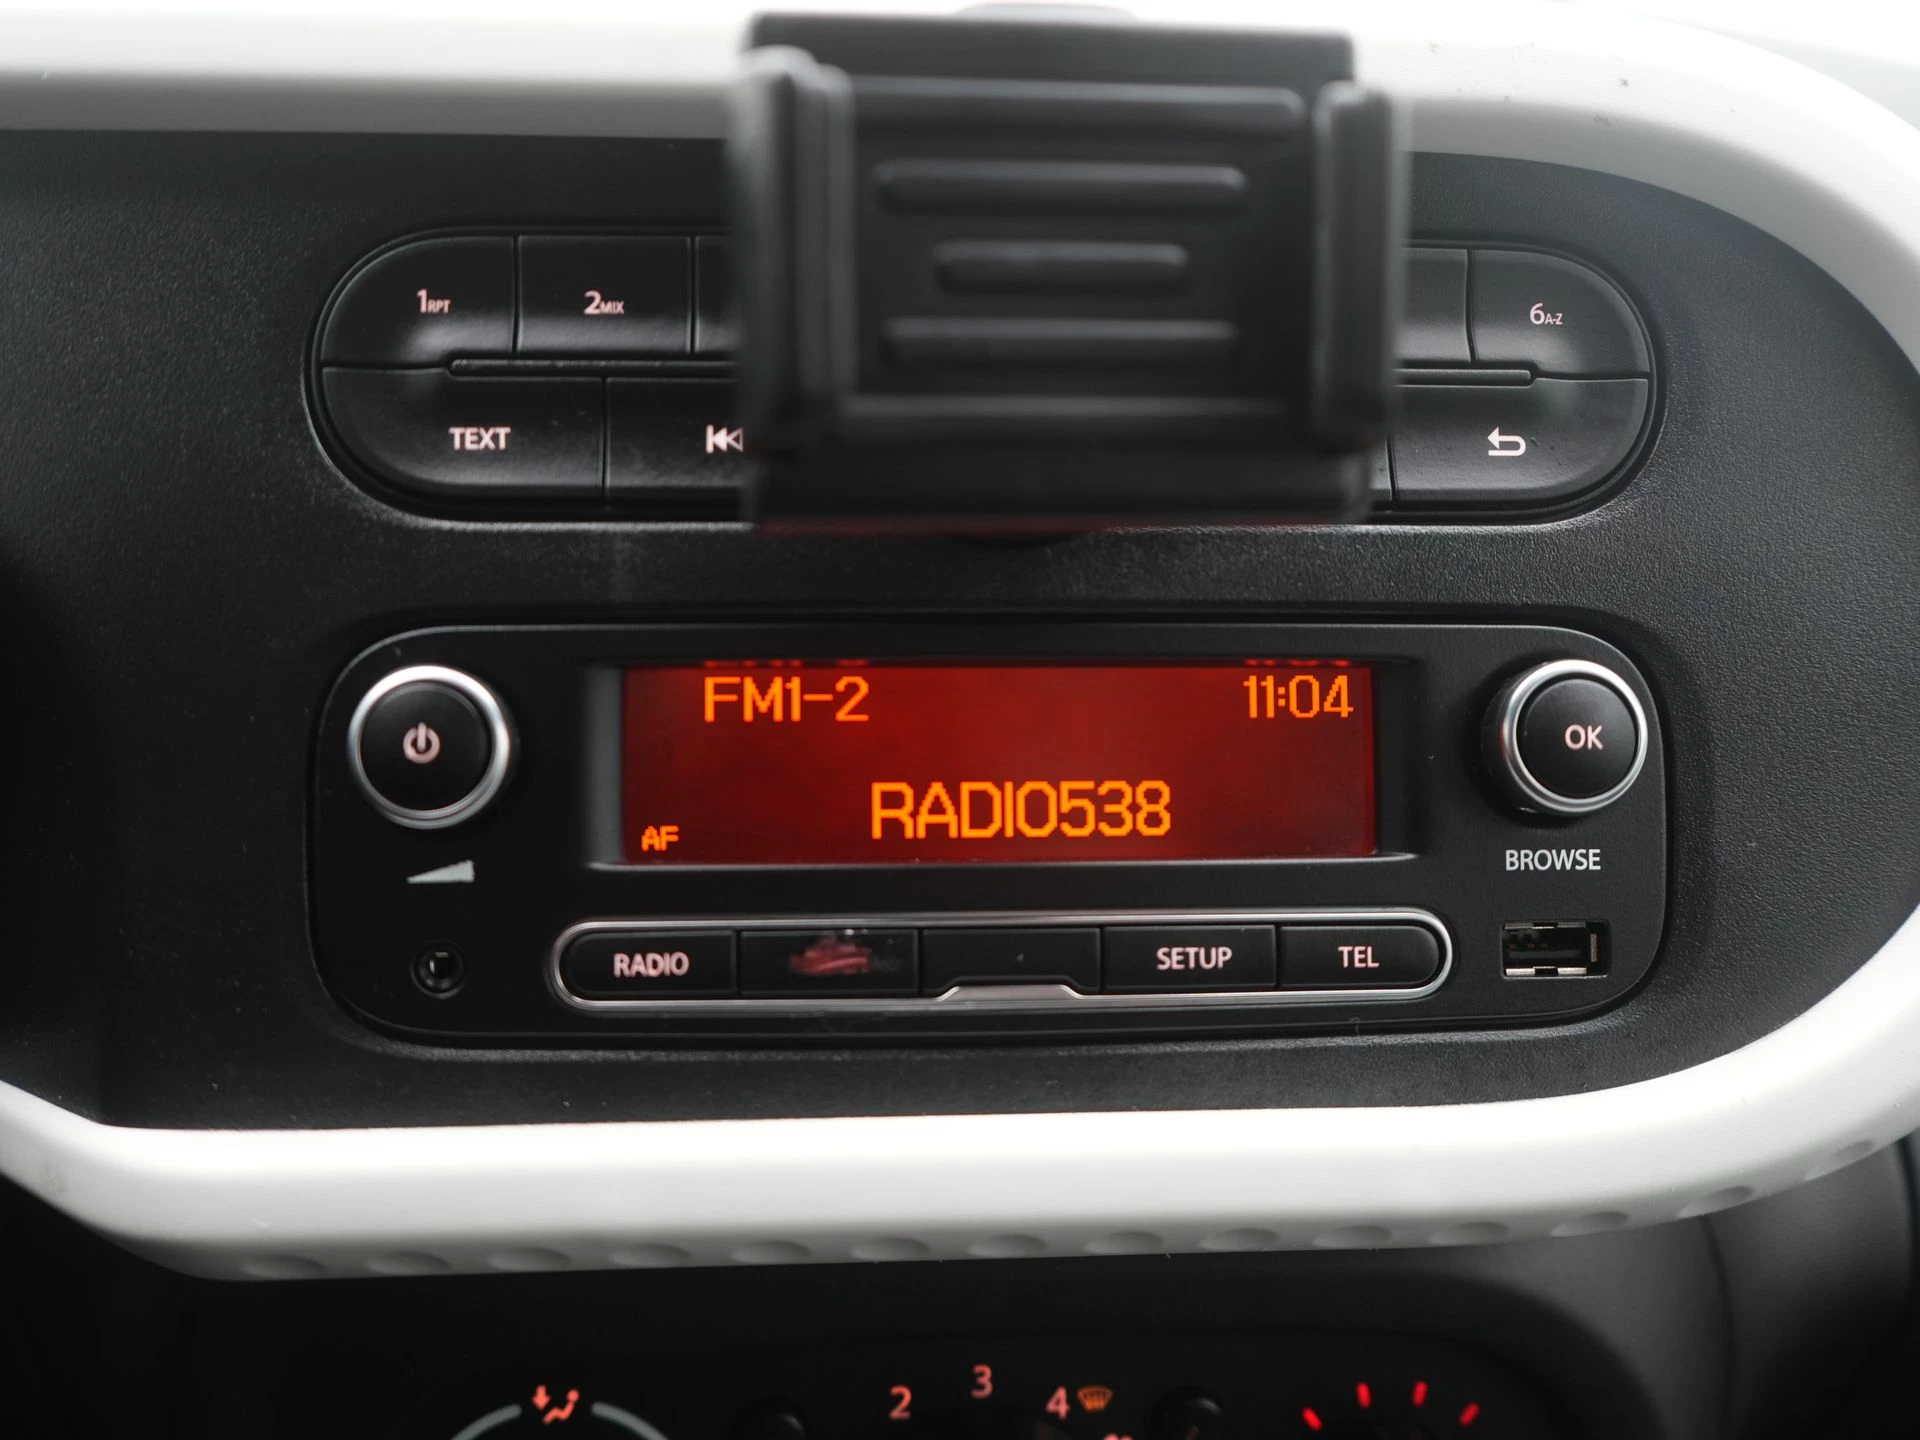 1RPT 2MIX 6A-Z
TEXT
FM1-2 11:04
RADIO538
AF
OK
BROWSE
RADIO SETUP TEL
2 3 4